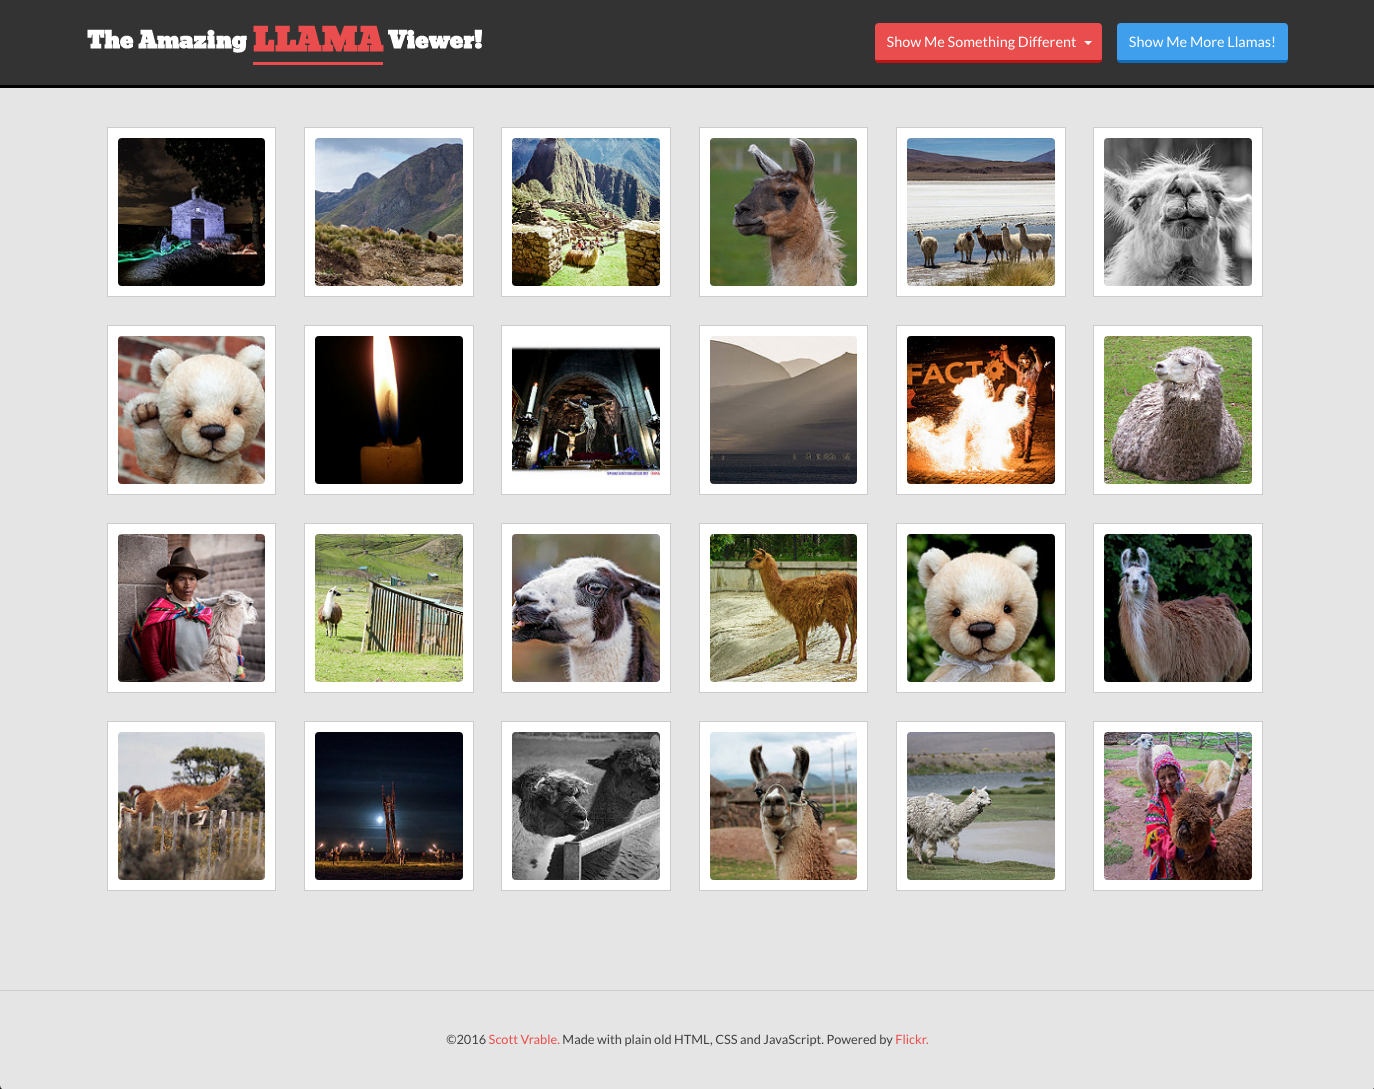 The Amazing LLAMA Viewer!
Show Me Something Different
Show Me More Llamas!
FACTO
©2016 Scott Vrable. Made with plain old HTML, CSS and JavaScript. Powered by Flickr.